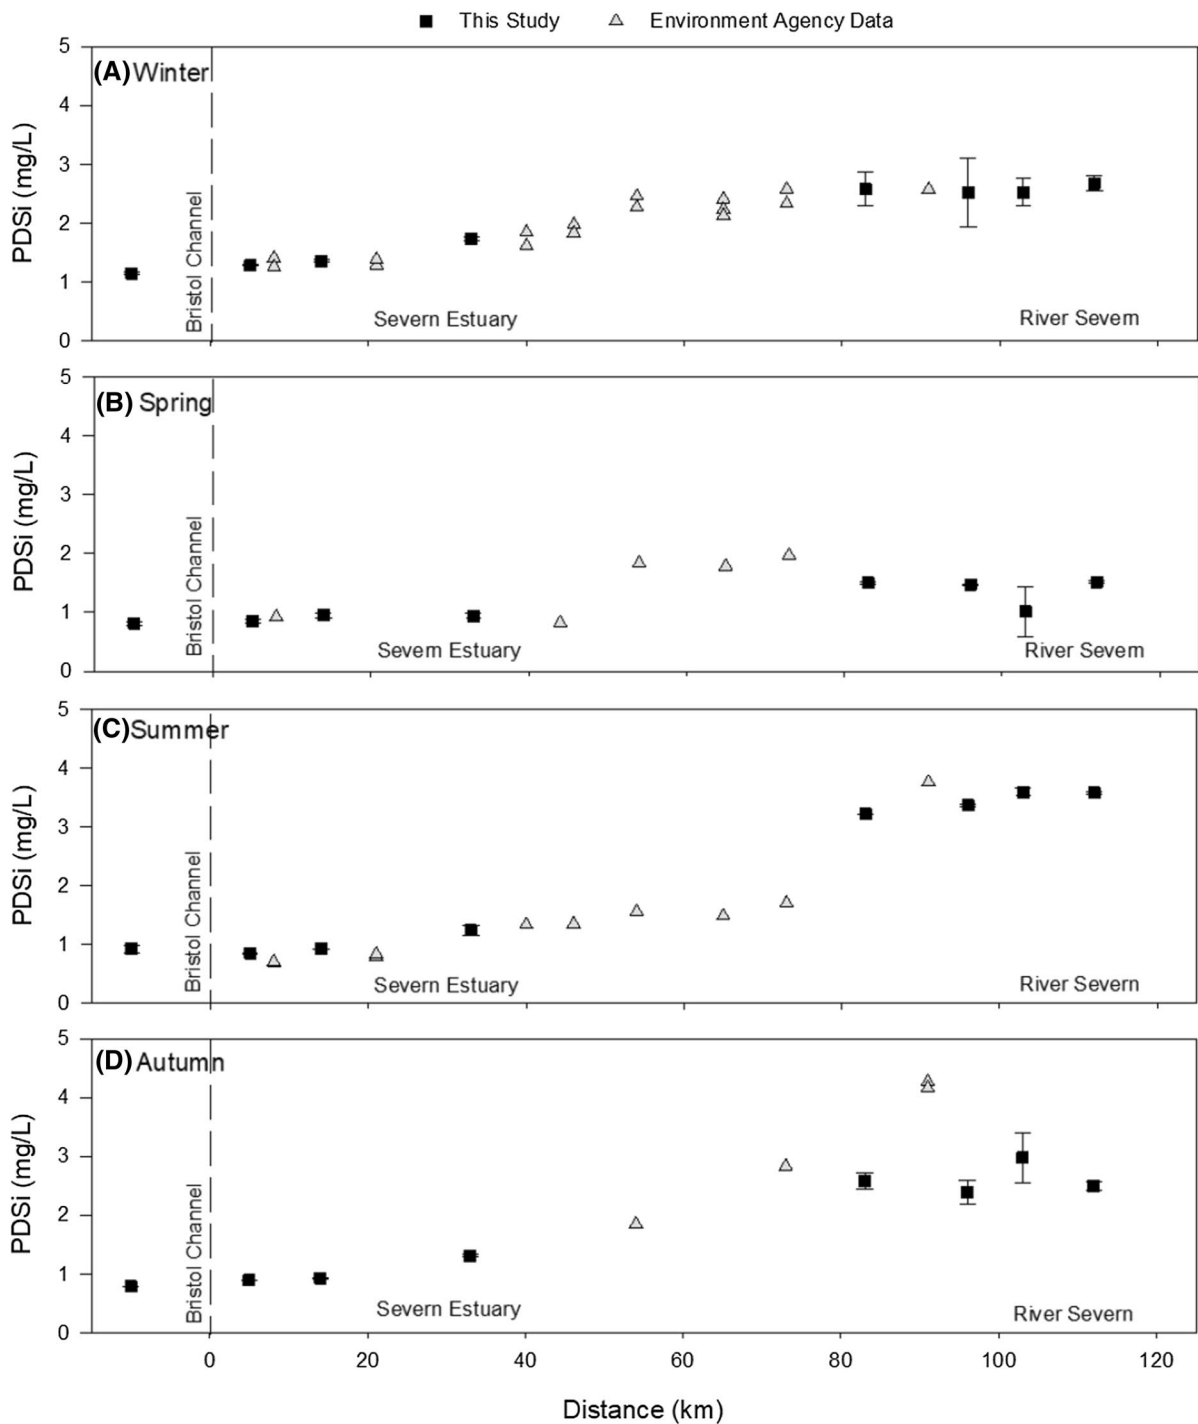 This Study Environment Agency Data
5
(A) Winter
4
3
2
1
0
PDSi (mg/L)
Bristol Channel
Severn Estuary
River Severn
5
(B) Spring
4
3
2
1
0
PDSi (mg/L)
Bristol Channel
Severn Estuary
River Severn
5
(C) Summer
4
3
2
1
0
PDSi (mg/L)
Bristol Channel
Severn Estuary
River Severn
5
(D) Autumn
4
3
2
1
0
PDSi (mg/L)
Bristol Channel
Severn Estuary
River Severn
0 20 40 60 80 100 120
Distance (km)